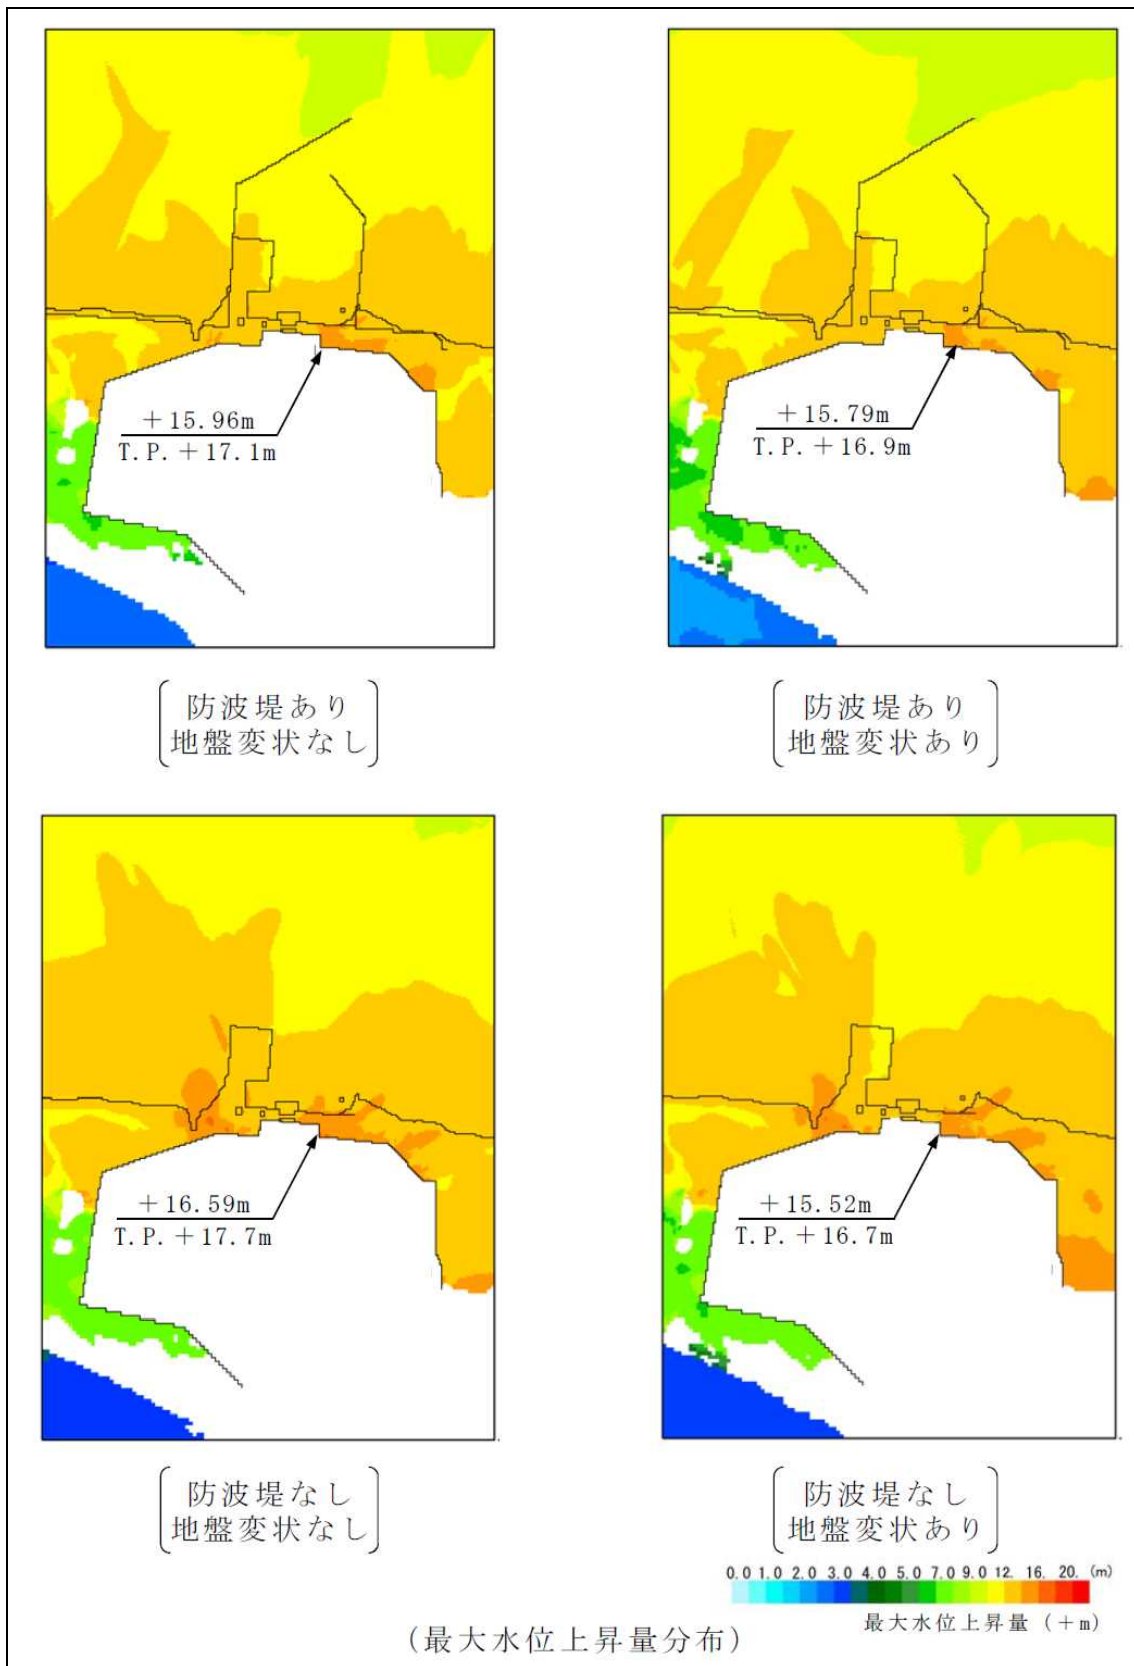 +15.96m
T.P.+17.1m
+15.79m
T.P.+16.9m
防波堤あり
地盤変状なし
防波堤あり
地盤変状あり
+16.59m
T.P.+17.7m
+15.52m
T.P.+16.7m
防波堤なし
地盤変状なし
防波堤なし
地盤変状あり
0.0 1.0 2.0 3.0 4.0 5.0 7.0 9.0 12. 16. 20. (m)
最大水位上昇量 (+m)
(最大水位上昇量分布)